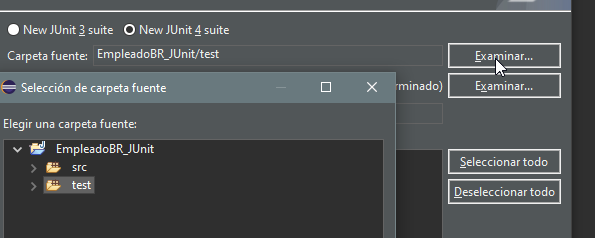 New JUnit 3 suite New JUnit 4 suite
Carpeta fuente: EmpleadoBR_JUnit/test Examinar...
Selección de carpeta fuente
rminado) Examinar...
Elegir una carpeta fuente:
EmpleadoBR_JUnit
src
test
Seleccionar todo
Deseleccionar todo